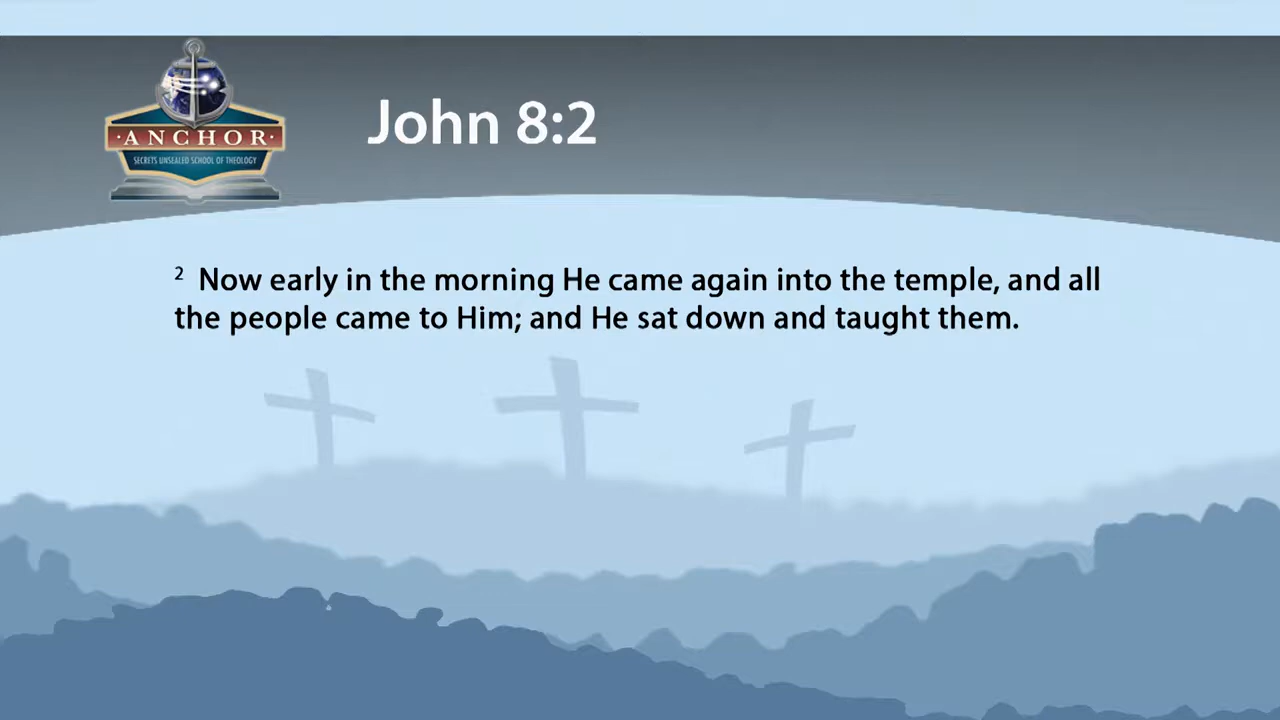 ·ANCHOR·
SECRETS UNSEALED SCHOOL OF THEOLOGY
John 8:2
2 Now early in the morning He came again into the temple, and all
the people came to Him; and He sat down and taught them.